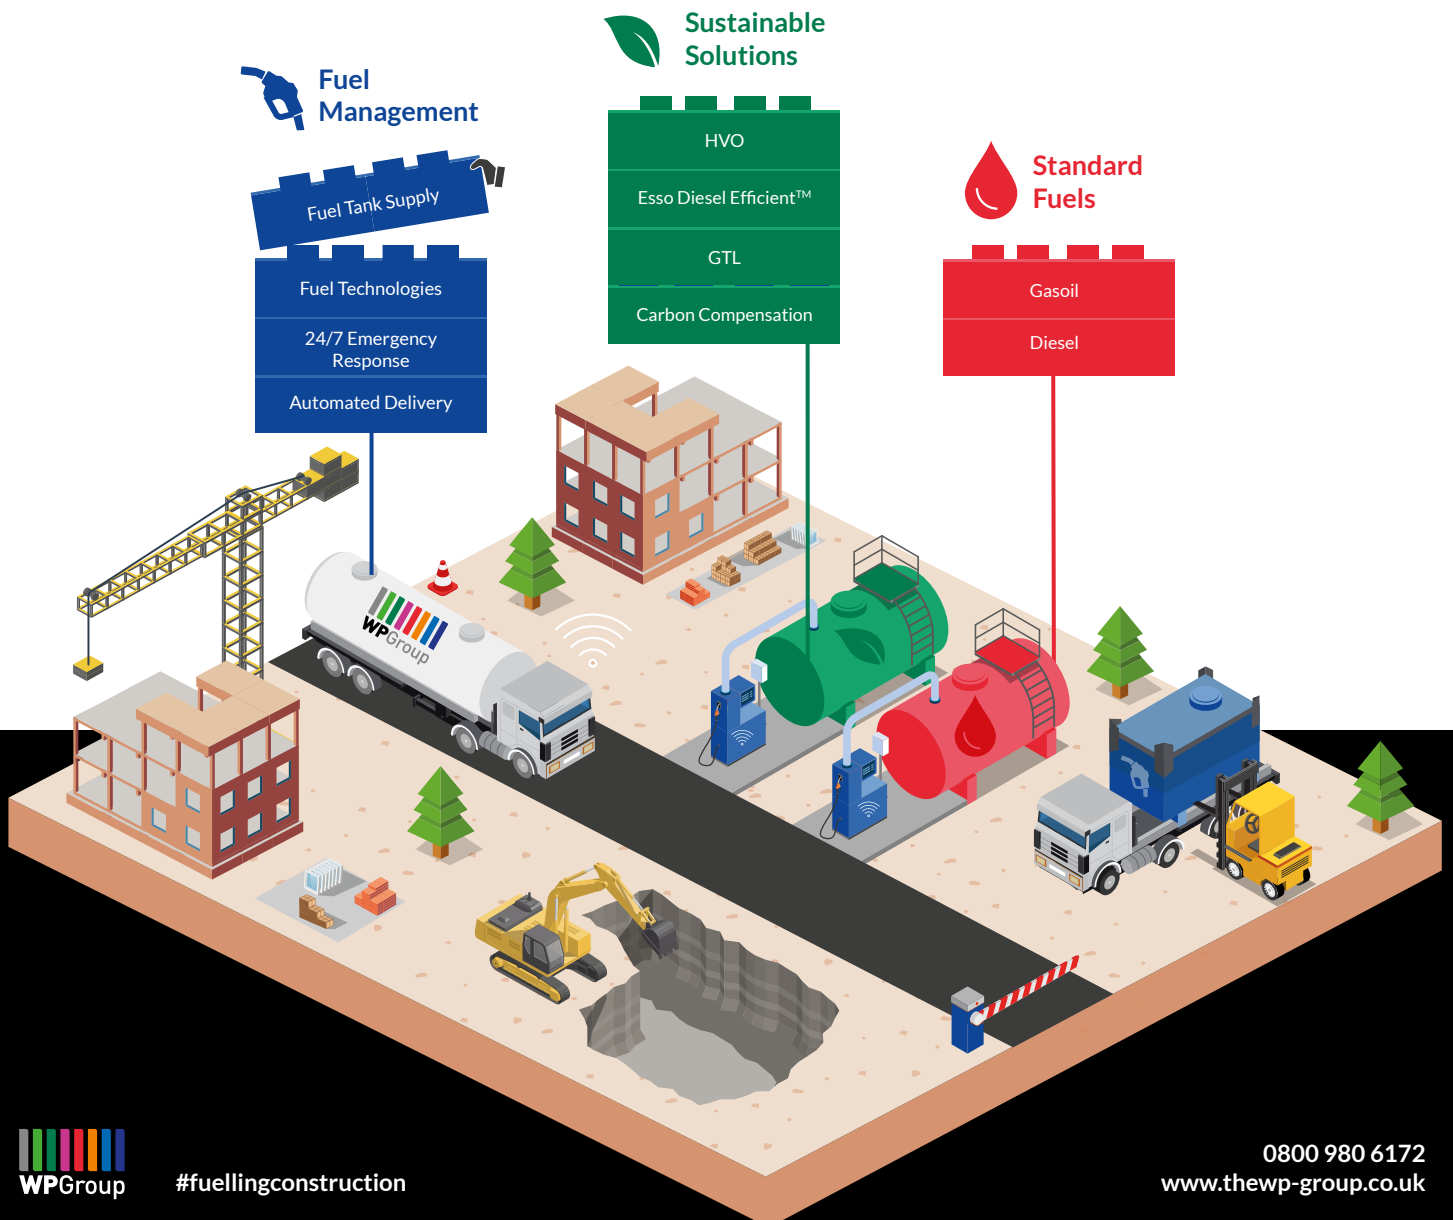 Sustainable
Solutions
Fuel
Management
HVO
Esso Diesel Efficient™
GTL
Carbon Compensation
Standard
Fuels
Fuel Tank Supply
Fuel Technologies
24/7 Emergency
Response
Automated Delivery
Gasoil
Diesel
WPGroup
WPGroup
#fuellingconstruction
0800 980 6172
www.thewp-group.co.uk